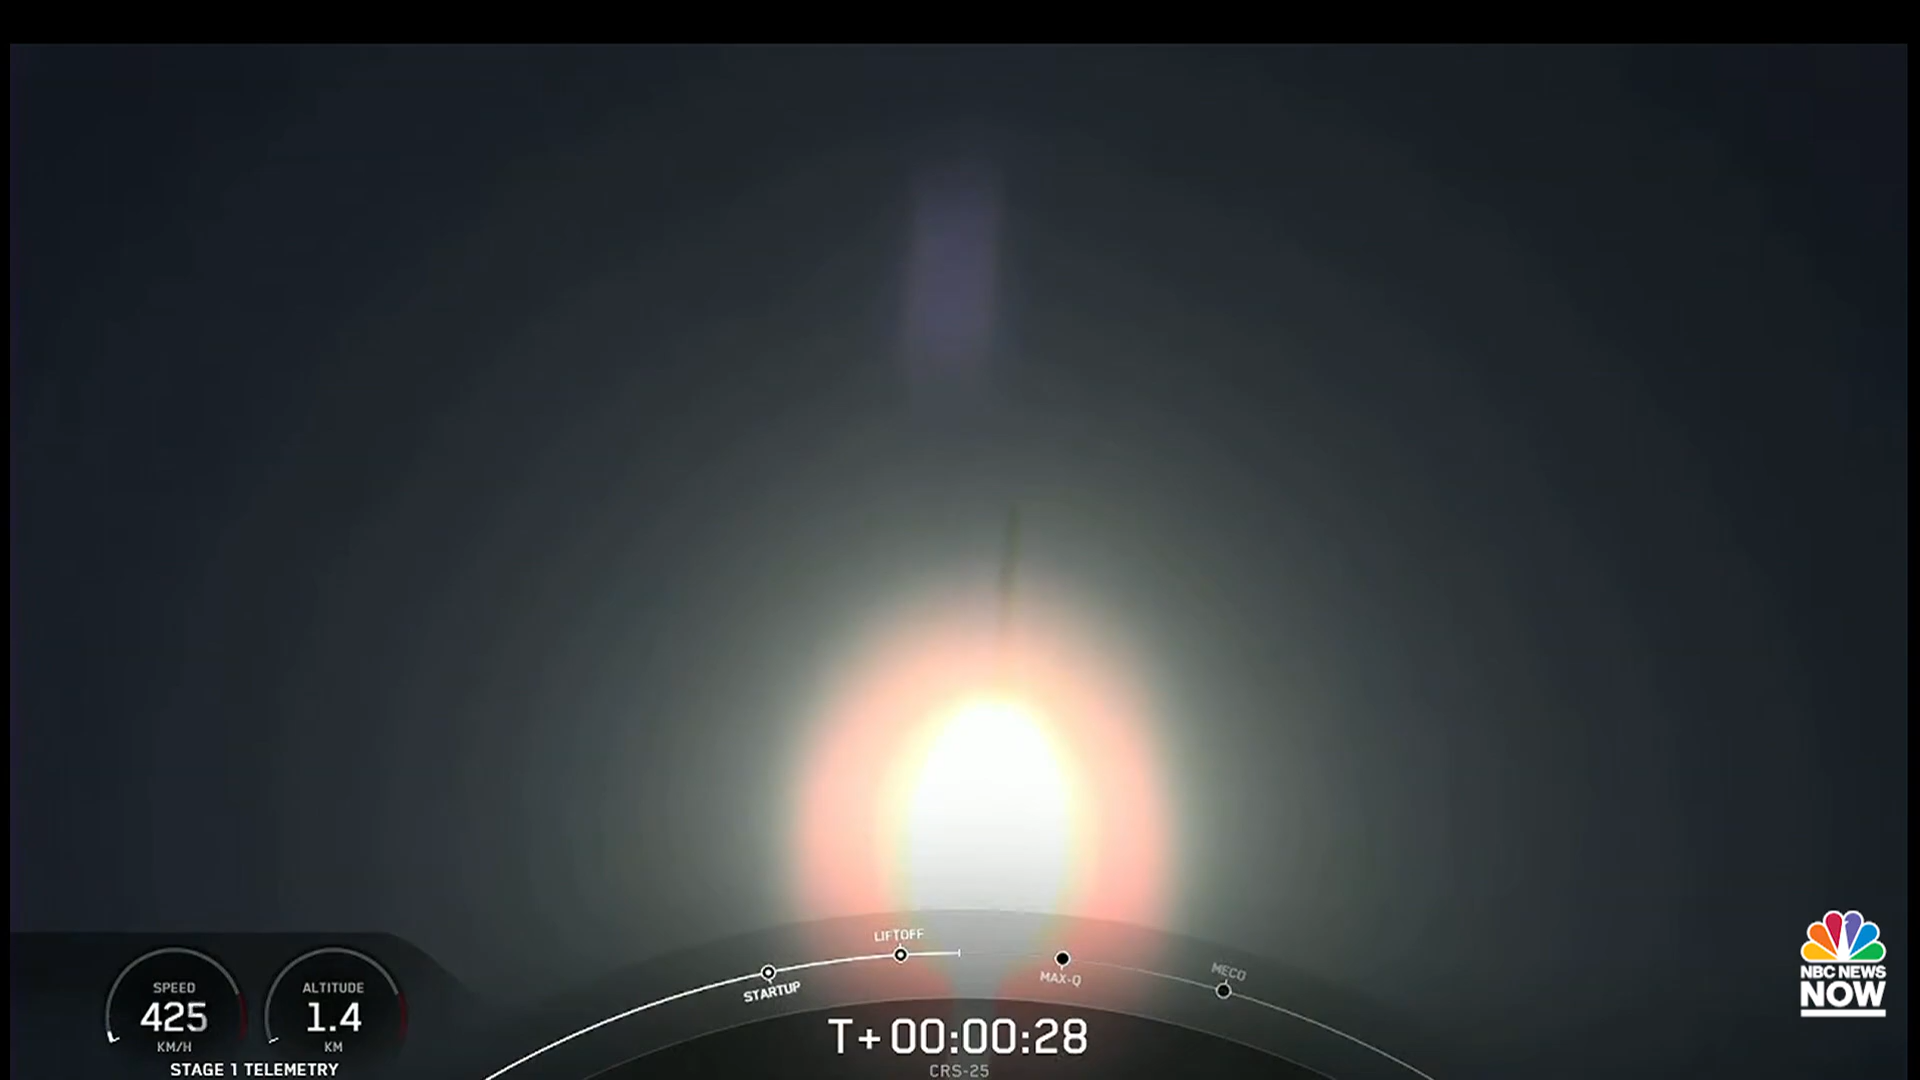 LIFTOFF
STARTUP
MAX-Q
MECO
SPEED
425
KM/H
ALTITUDE
1.4
KM
STAGE 1 TELEMETRY
T+00:00:28
CRS-25
NBC NEWS
NOW